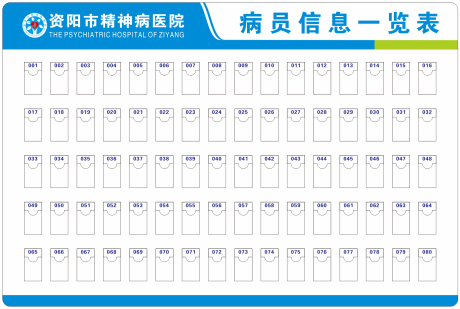 资阳市精神病医院
THE PSYCHIATRIC HOSPITAL OF ZIYANG
病员信息一览表
001 002 003 004 005 006 007 008 009 010 011 012 013 014 015 016
017 018 019 020 021 022 023 024 025 026 027 028 029 030 031 032
033 034 035 036 037 038 039 040 041 042 043 044 045 046 047 048
049 050 051 052 053 054 055 056 057 058 059 060 061 062 063 064
065 066 067 068 069 070 071 072 073 074 075 076 077 078 079 080